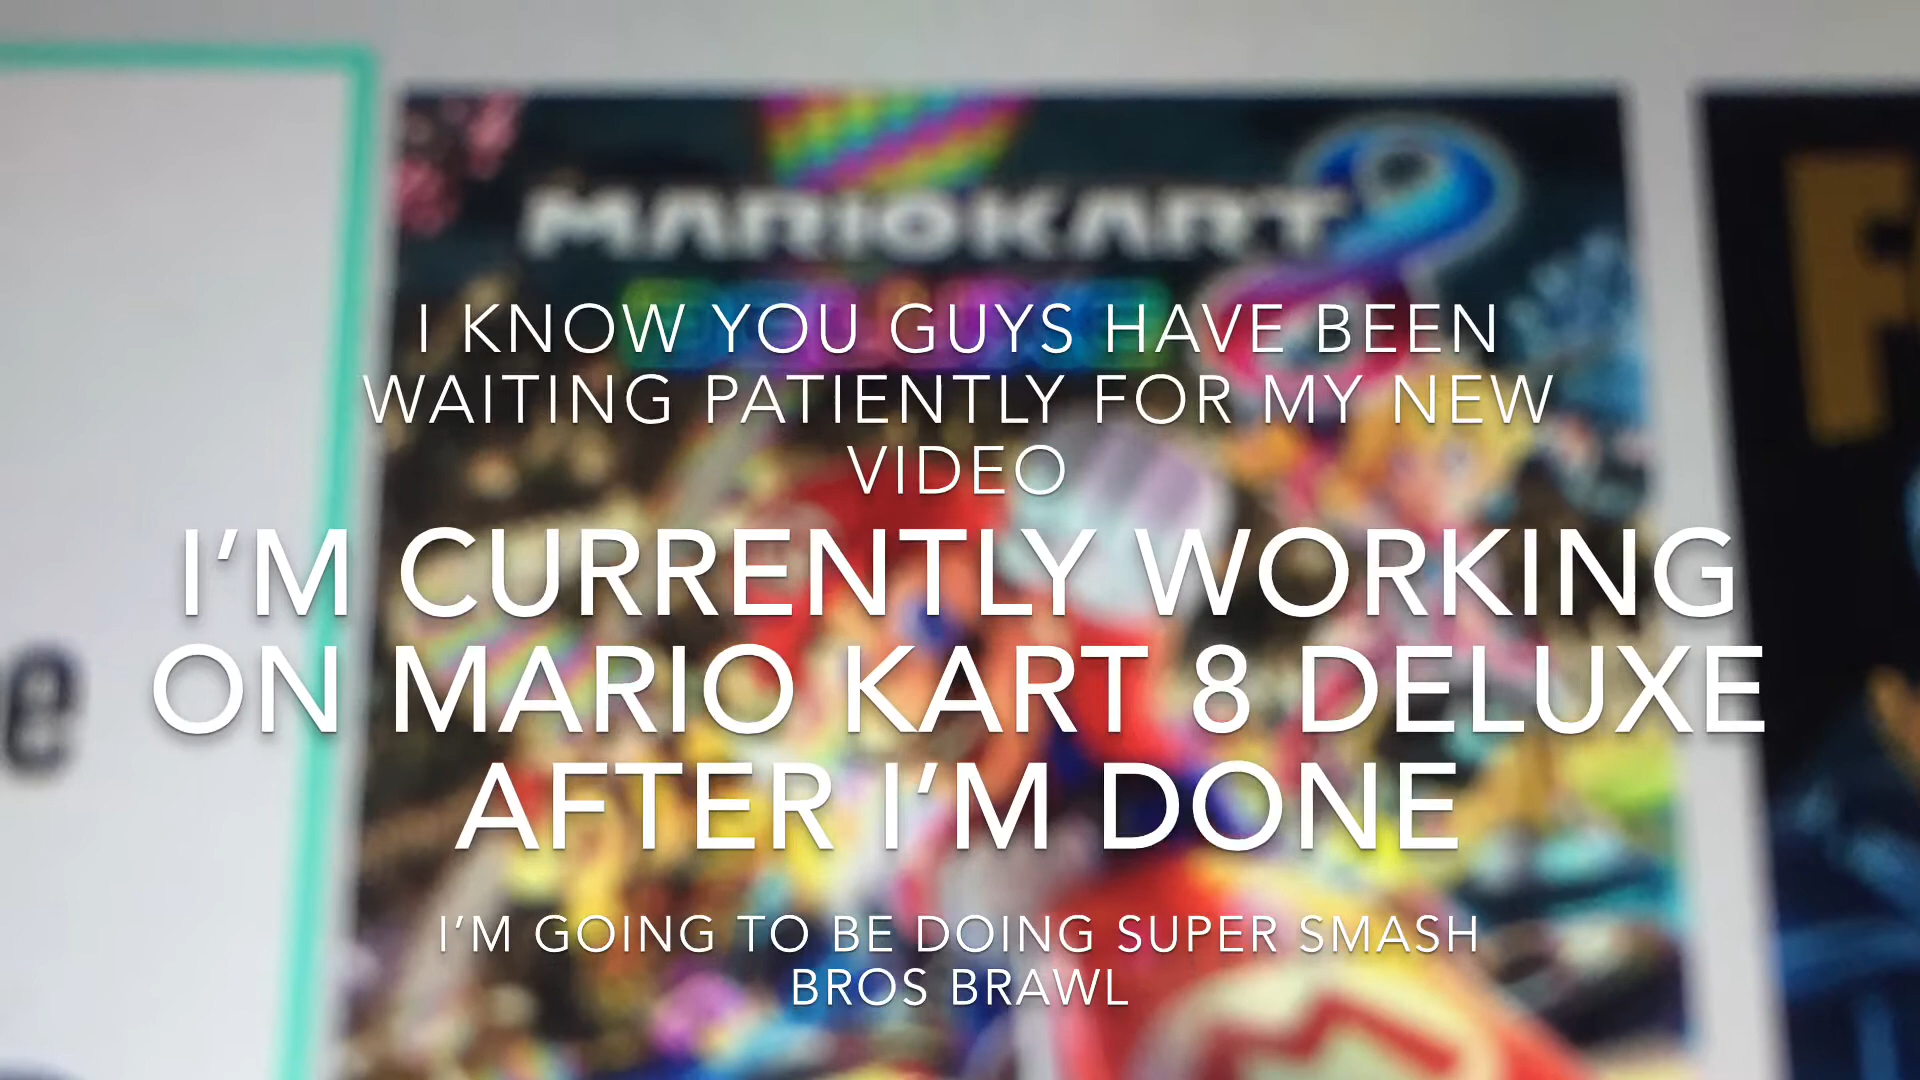 MARIOKART 8
DELUXE
I KNOW YOU GUYS HAVE BEEN
WAITING PATIENTLY FOR MY NEW
VIDEO
I'M CURRENTLY WORKING
ON MARIO KART 8 DELUXE
AFTER I'M DONE
I'M GOING TO BE DOING SUPER SMASH
BROS BRAWL
e